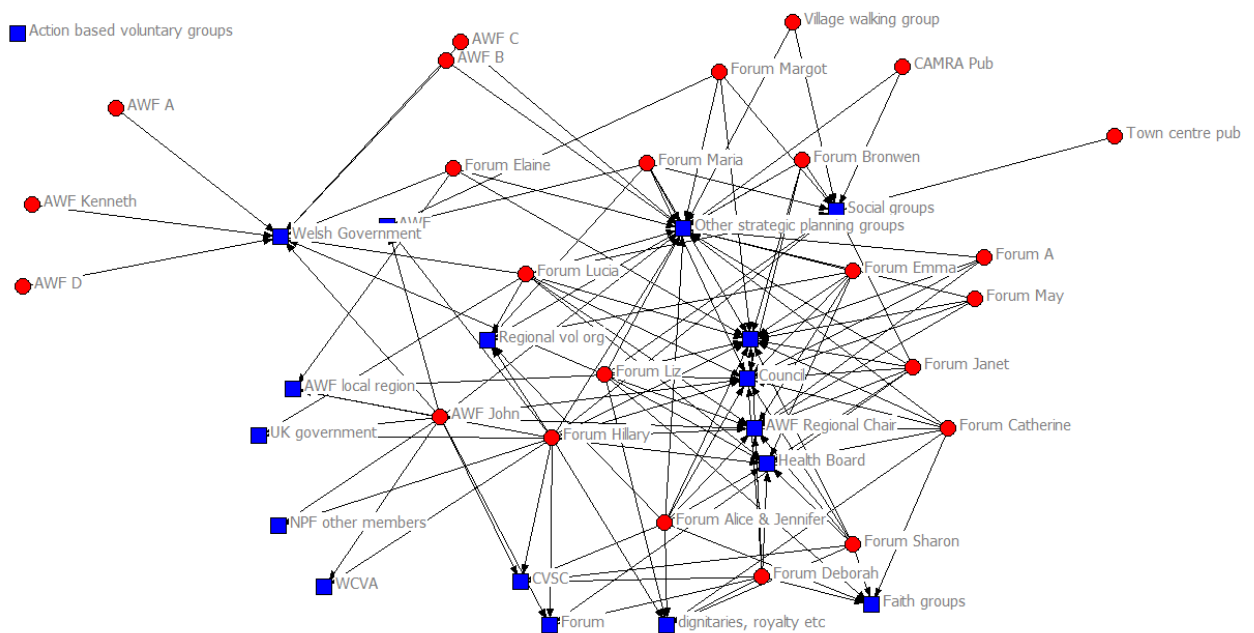 Village walking group
Action based voluntary groups
AWF C
AWF B
Forum Margot
CAMRA Pub
AWF A
Town centre pub
Forum Elaine
Forum Maria
Forum Bronwen
AWF Kenneth
AWF
Social groups
Welsh Government
Other strategic planning groups
Forum A
Forum Lucia
Forum Emma
AWF D
Forum May
Regional vol org
Forum Janet
Forum Liz
Council
AWF local region
AWF John
AWF Regional Chair
Forum Catherine
UK government
Forum Hillary
Health Board
NPF other members
Forum Alice & Jennifer
Forum Sharon
WCVA
CVSC
Forum Deborah
Faith groups
Forum
dignitaries, royalty etc